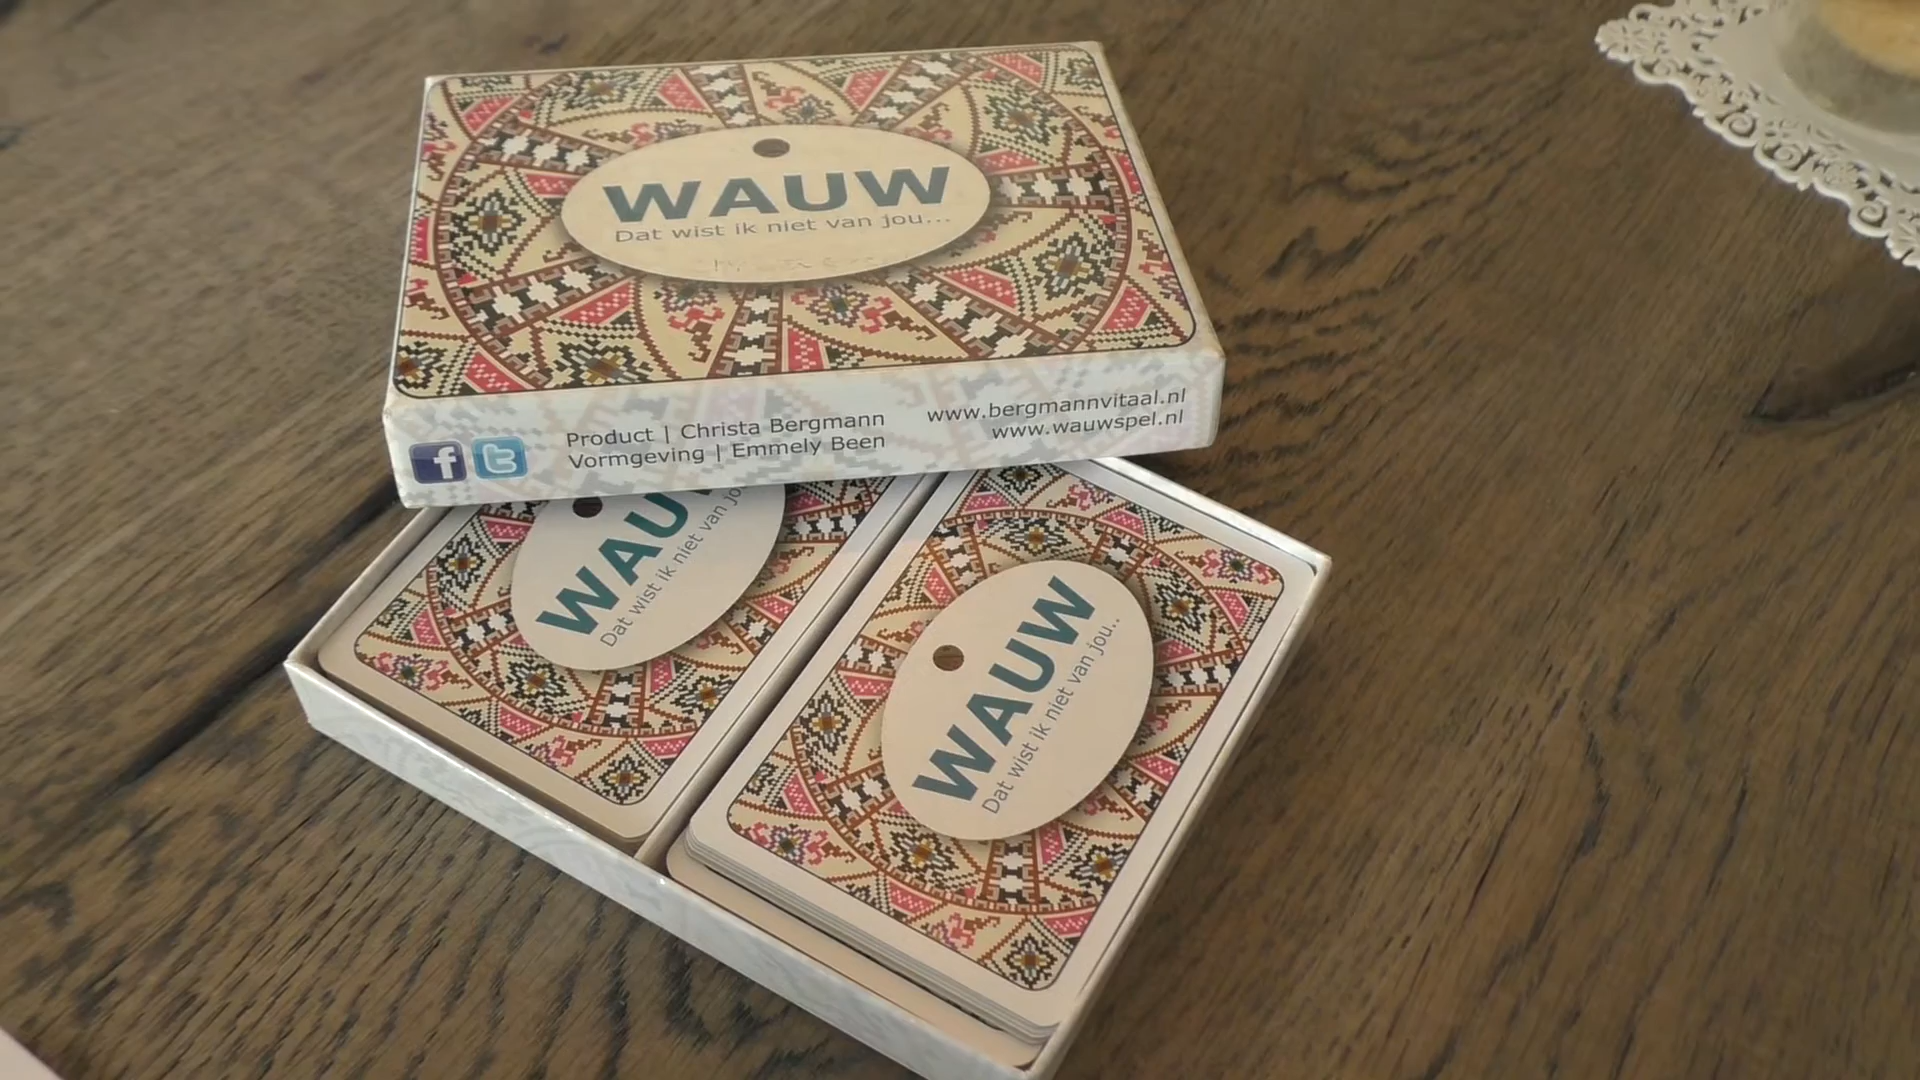 WAUW
Dat wist ik niet van jou...
Product | Christa Bergmann
Vormgeving | Emmely Been
www.bergmannvitaal.nl
www.wauwspel.nl
WAU
Dat wist ik niet van jo
WAUW
Dat wist ik niet van jou..